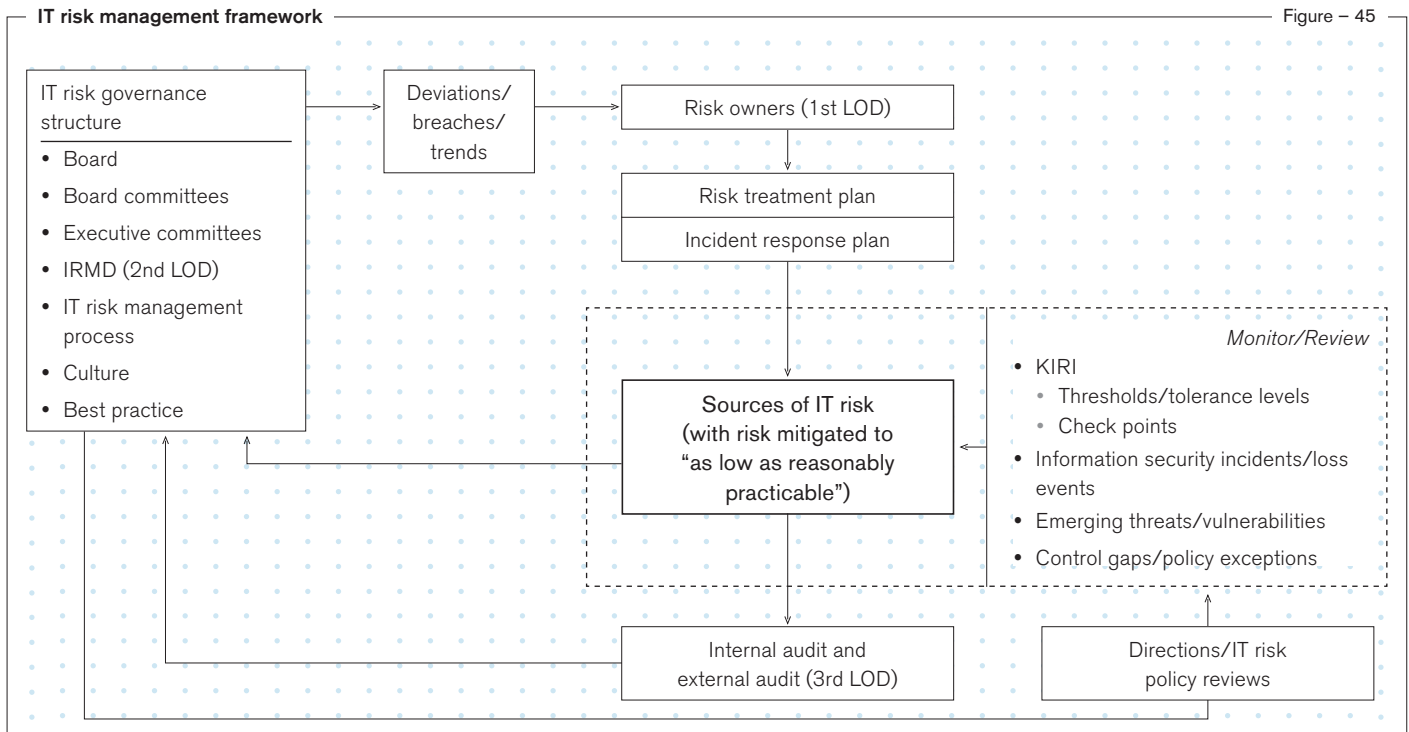 IT risk management framework
Figure – 45
IT risk governance
structure
• Board
• Board committees
• Executive committees
• IRMD (2nd LOD)
• IT risk management
process
• Culture
• Best practice
Deviations/
breaches/
trends
Risk owners (1st LOD)
Risk treatment plan
Incident response plan
Sources of IT risk
(with risk mitigated to
“as low as reasonably
practicable”)
Monitor/Review
• KIRI
• Thresholds/tolerance levels
• Check points
• Information security incidents/loss
events
• Emerging threats/vulnerabilities
• Control gaps/policy exceptions
Internal audit and
external audit (3rd LOD)
Directions/IT risk
policy reviews